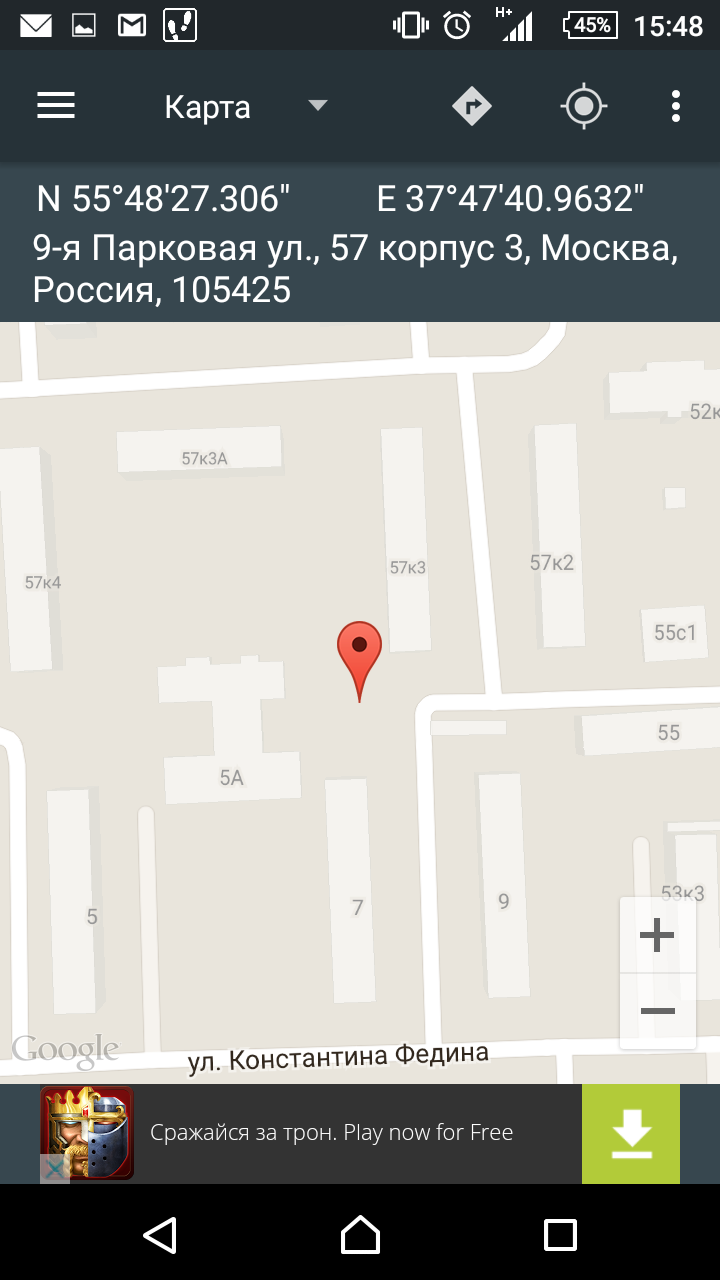 H+ 45% 15:48
Карта
N 55°48'27.306" E 37°47'40.9632"
9-я Парковая ул., 57 корпус 3, Москва,
Россия, 105425
52к
57к3А
57к3
57к2
57к4
55с1
55
5А
53к3
9
7
5
Google
ул. Константина Федина
Сражайся за трон. Play now for Free